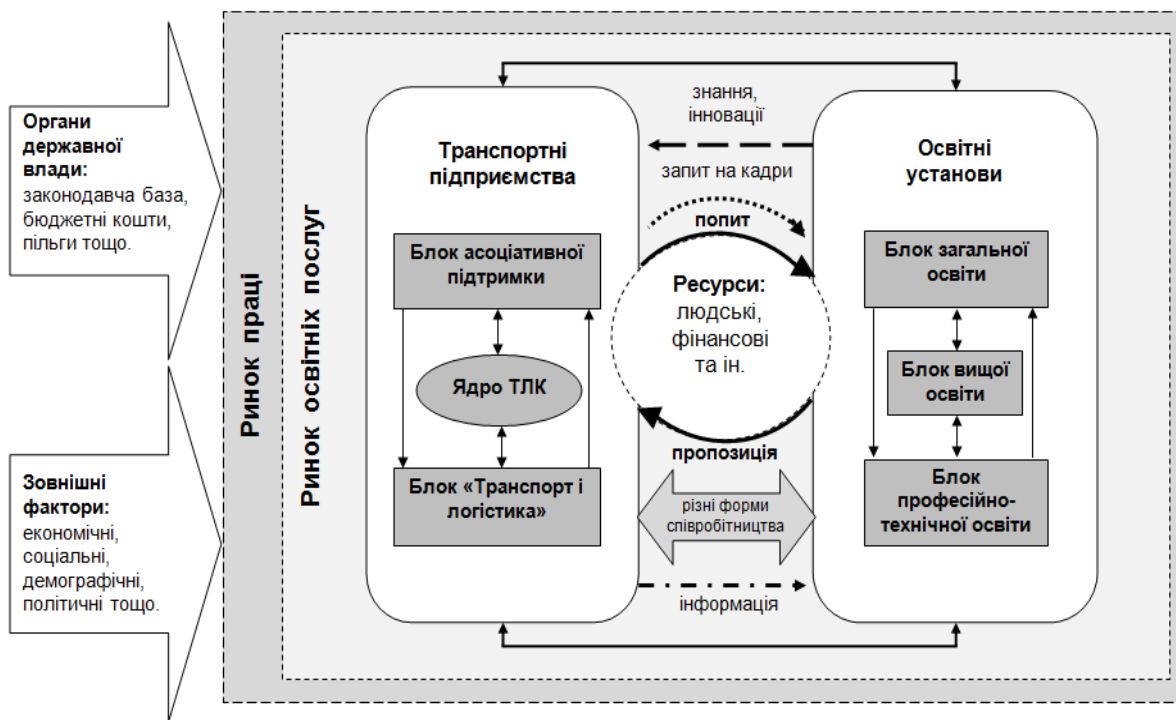 Органи
державної
влади:
законодавча база,
бюджетні кошти,
пільги тощо.
Зовнішні
фактори:
економічні,
соціальні,
демографічні,
політичні тощо.
Ринок праці
Ринок освітніх послуг
Транспортні
підприємства
Блок асоціативної
підтримки
Ядро ТЛК
Блок «Транспорт і
логістика»
знання,
інновації
запит на кадри
попит
Ресурси:
людські,
фінансові
та ін.
пропозиція
різні форми
співробітництва
інформація
Освітні
установи
Блок загальної
освіти
Блок вищої
освіти
Блок
професійно-
технічної освіти